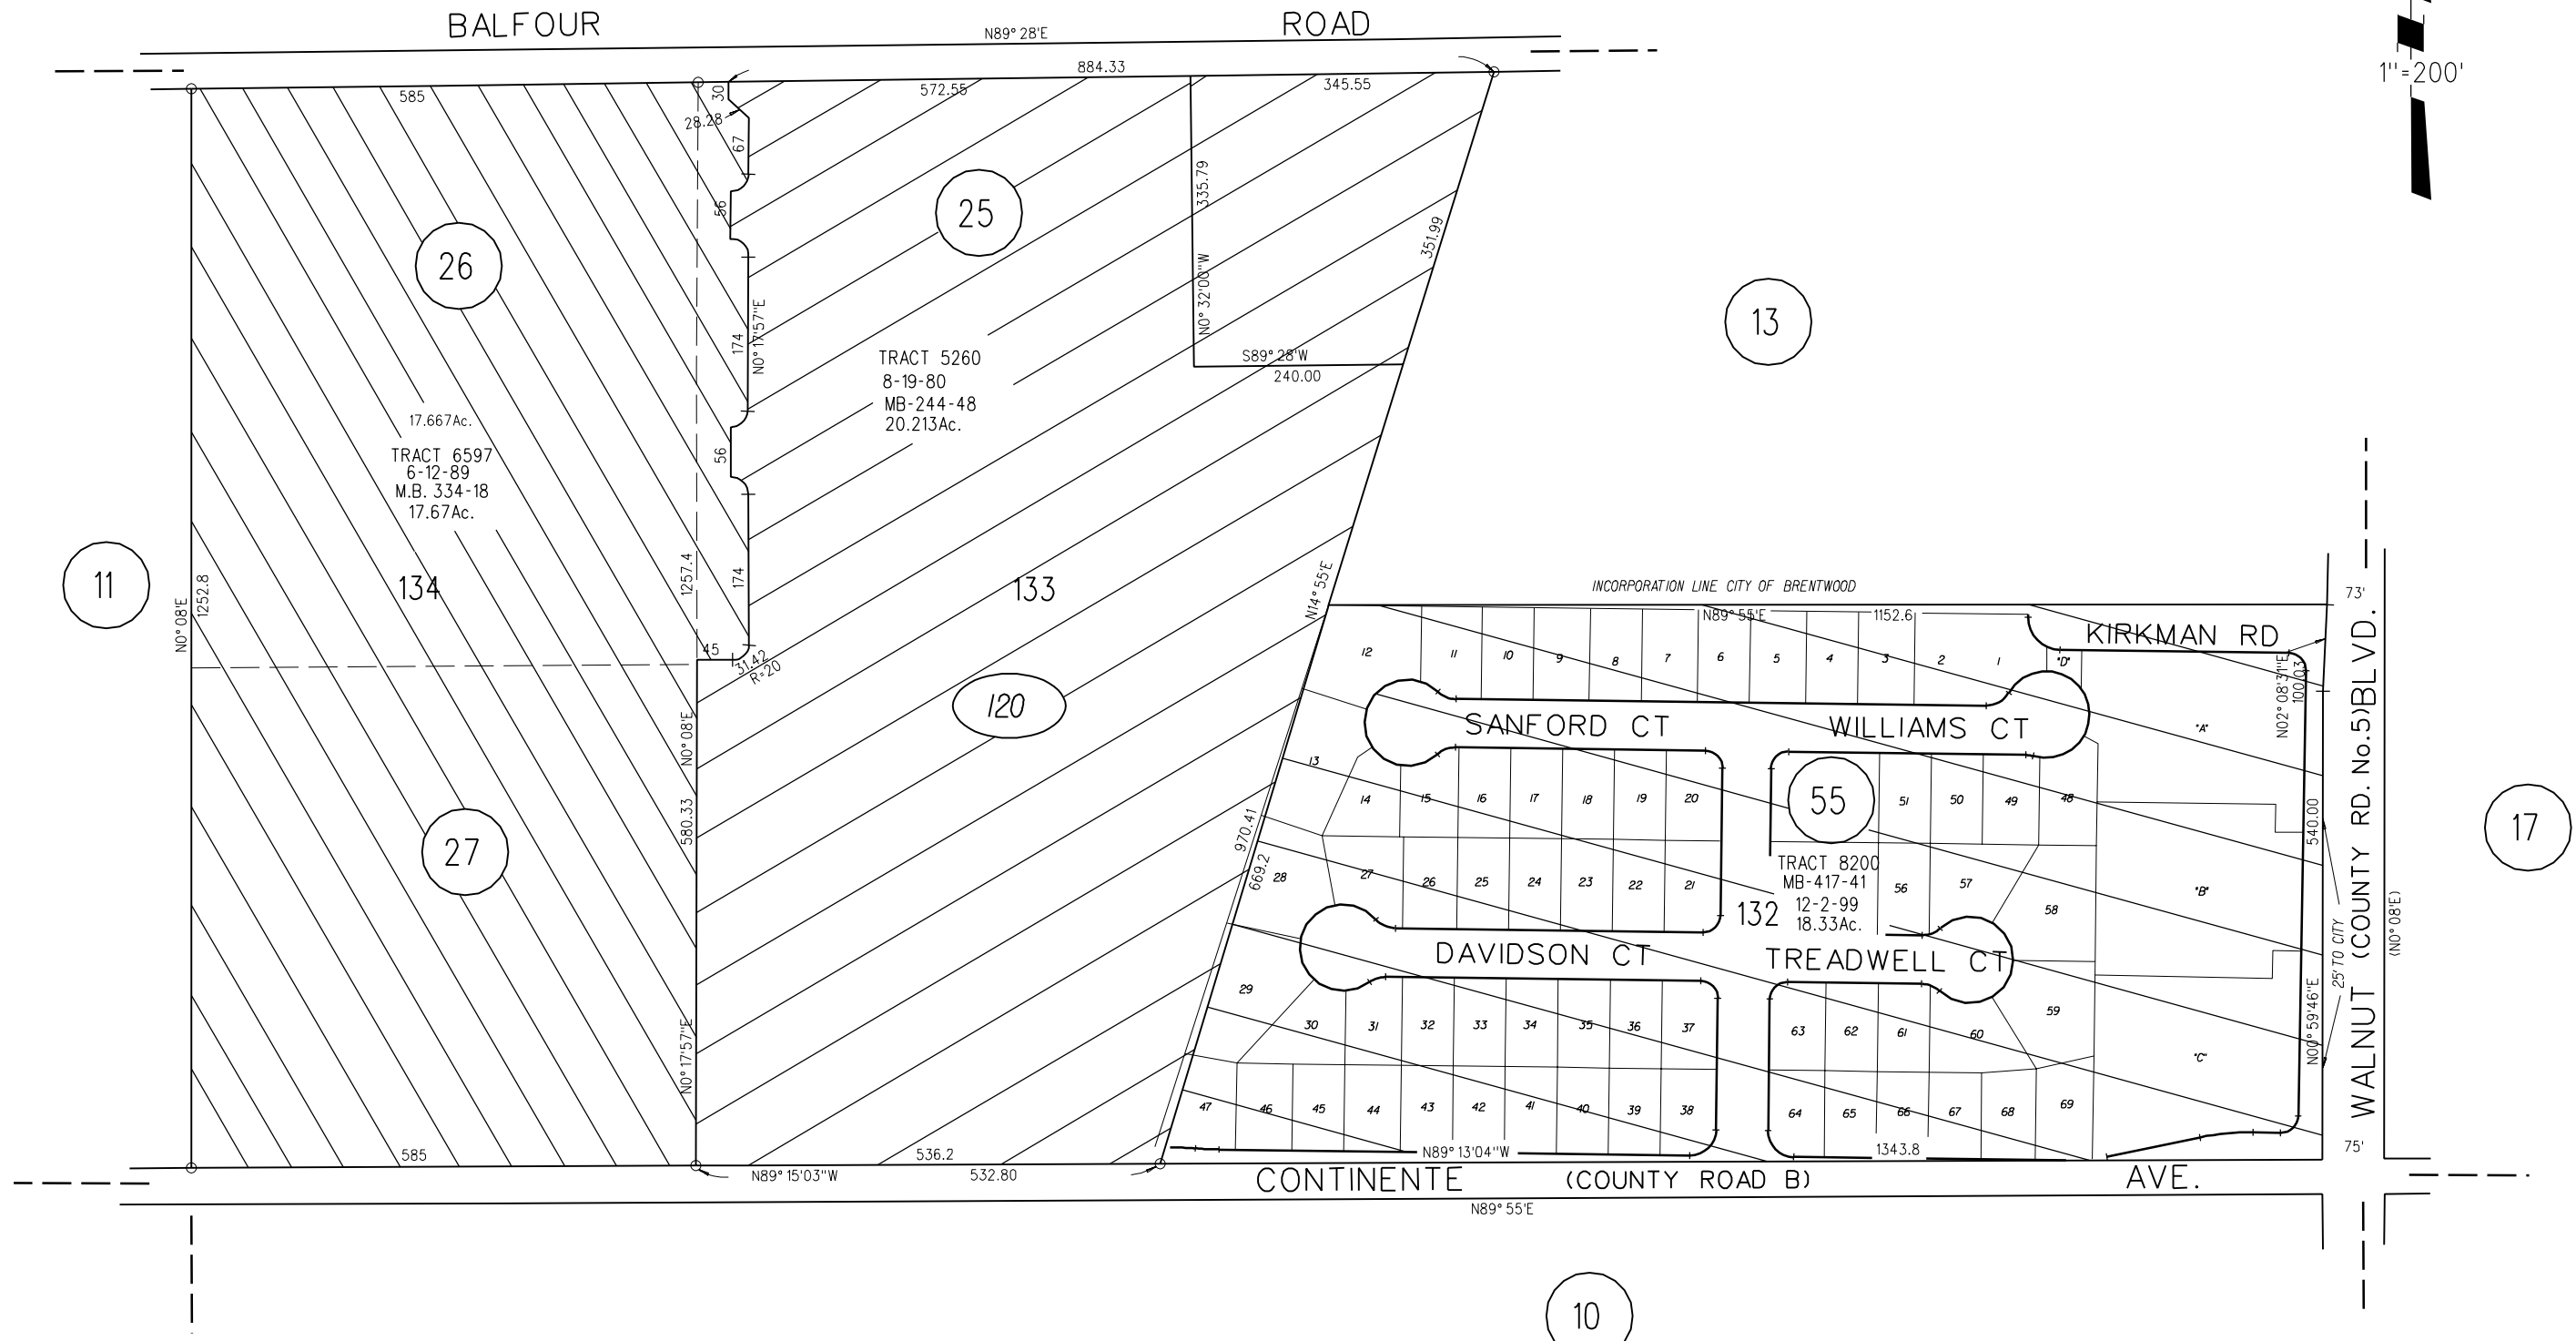 BALFOUR ROAD
N89° 28'E
1"=200'
884.33
585
30
572.55
345.55
28.28
67
335.79
56
25
351.99
26
N0° 32'00"W
13
174
N0° 17'57"E
TRACT 5260
8-19-80
MB-244-48
20.213Ac.
S89° 28'W
240.00
17.667Ac.
TRACT 6597
6-12-89
M.B. 334-18
17.67Ac.
56
11
N0° 08'E
1252.8
134
1257.4
174
133
N14° 55'E
INCORPORATION LINE CITY OF BRENTWOOD
73'
N89° 55'E
1152.6
KIRKMAN RD
45
31.42
R=20
12
11
10
9
8
7
6
5
4
3
2
1
"D"
N02° 08'31"E
100.03
120
N0° 08'E
SANFORD CT
WILLIAMS CT
"A"
13
14
15
16
17
18
19
20
55
51
50
49
48
17
27
580.33
970.41
669.2
540.00
28
27
26
25
24
23
22
21
TRACT 8200
MB-417-41
12-2-99
18.33Ac.
132
56
57
58
"B"
DAVIDSON CT
TREADWELL CT
25' TO CITY
WALNUT (COUNTY RD. No.5) BLVD.
(N0° 08'E)
29
30
31
32
33
34
35
36
37
63
62
61
60
59
"C"
N00° 59'46"E
N0° 17'57"E
47
46
45
44
43
42
41
40
39
38
64
65
66
67
68
69
585
536.2
N89° 13'04"W
1343.8
75'
N89° 15'03"W
532.80
CONTINENTE (COUNTY ROAD B) AVE.
N89° 55'E
10